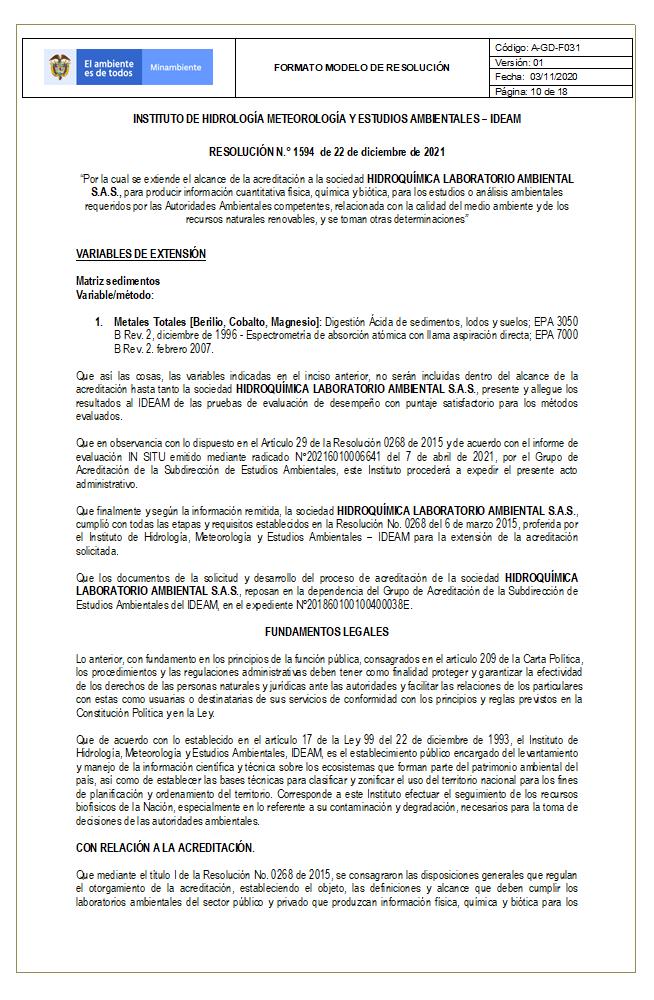 El ambiente
es de todos
Minambiente
FORMATO MODELO DE RESOLUCIÓN
Código: A-GD-F031
Versión: 01
Fecha: 03/11/2020
Página: 10 de 18
INSTITUTO DE HIDROLOGÍA METEOROLOGÍA Y ESTUDIOS AMBIENTALES – IDEAM
RESOLUCIÓN N.° 1594 de 22 de diciembre de 2021
“Por la cual se extiende el alcance de la acreditación a la sociedad HIDROQUÍMICA LABORATORIO AMBIENTAL
S.A.S., para producir información cuantitativa física, química y biótica, para los estudios o análisis ambientales
requeridos por las Autoridades Ambientales competentes, relacionada con la calidad del medio ambiente y de los
recursos naturales renovables, y se toman otras determinaciones”
VARIABLES DE EXTENSIÓN
Matriz sedimentos
Variable/método:
1. Metales Totales [Berilio, Cobalto, Magnesio]: Digestión Ácida de sedimentos, lodos y suelos; EPA 3050
B Rev. 2, diciembre de 1996 - Espectrometría de absorción atómica con llama aspiración directa; EPA 7000
B Rev. 2. febrero 2007.
Que así las cosas, las variables indicadas en el inciso anterior, no serán incluidas dentro del alcance de la
acreditación hasta tanto la sociedad HIDROQUÍMICA LABORATORIO AMBIENTAL S.A.S., presente y allegue los
resultados al IDEAM de las pruebas de evaluación de desempeño con puntaje satisfactorio para los métodos
evaluados.
Que en observancia con lo dispuesto en el Artículo 29 de la Resolución 0268 de 2015 y de acuerdo con el informe de
evaluación IN SITU emitido mediante radicado N°20216010006641 del 7 de abril de 2021, por el Grupo de
Acreditación de la Subdirección de Estudios Ambientales, este Instituto procederá a expedir el presente acto
administrativo.
Que finalmente y según la información remitida, la sociedad HIDROQUÍMICA LABORATORIO AMBIENTAL S.A.S.,
cumplió con todas las etapas y requisitos establecidos en la Resolución No. 0268 del 6 de marzo 2015, proferida por
el Instituto de Hidrología, Meteorología y Estudios Ambientales – IDEAM para la extensión de la acreditación
solicitada.
Que los documentos de la solicitud y desarrollo del proceso de acreditación de la sociedad HIDROQUÍMICA
LABORATORIO AMBIENTAL S.A.S., reposan en la dependencia del Grupo de Acreditación de la Subdirección de
Estudios Ambientales del IDEAM, en el expediente N°201860100100400038E.
FUNDAMENTOS LEGALES
Lo anterior, con fundamento en los principios de la función pública, consagrados en el artículo 209 de la Carta Política,
los procedimientos y las regulaciones administrativas deben tener como finalidad proteger y garantizar la efectividad
de los derechos de las personas naturales y jurídicas ante las autoridades y facilitar las relaciones de los particulares
con estas como usuarias o destinatarias de sus servicios de conformidad con los principios y reglas previstos en la
Constitución Política y en la Ley.
Que de acuerdo con lo establecido en el artículo 17 de la Ley 99 del 22 de diciembre de 1993, el Instituto de
Hidrología, Meteorología y Estudios Ambientales, IDEAM, es el establecimiento público encargado del levantamiento
y manejo de la información científica y técnica sobre los ecosistemas que forman parte del patrimonio ambiental del
país, así como de establecer las bases técnicas para clasificar y zonificar el uso del territorio nacional para los fines
de planificación y ordenamiento del territorio. Corresponde a este Instituto efectuar el seguimiento de los recursos
biofísicos de la Nación, especialmente en lo referente a su contaminación y degradación, necesarios para la toma de
decisiones de las autoridades ambientales.
CON RELACIÓN A LA ACREDITACIÓN.
Que mediante el título I de la Resolución No. 0268 de 2015, se consagraron las disposiciones generales que regulan
el otorgamiento de la acreditación, estableciendo el objeto, las definiciones y alcance que deben cumplir los
laboratorios ambientales del sector público y privado que produzcan información física, química y biótica para los